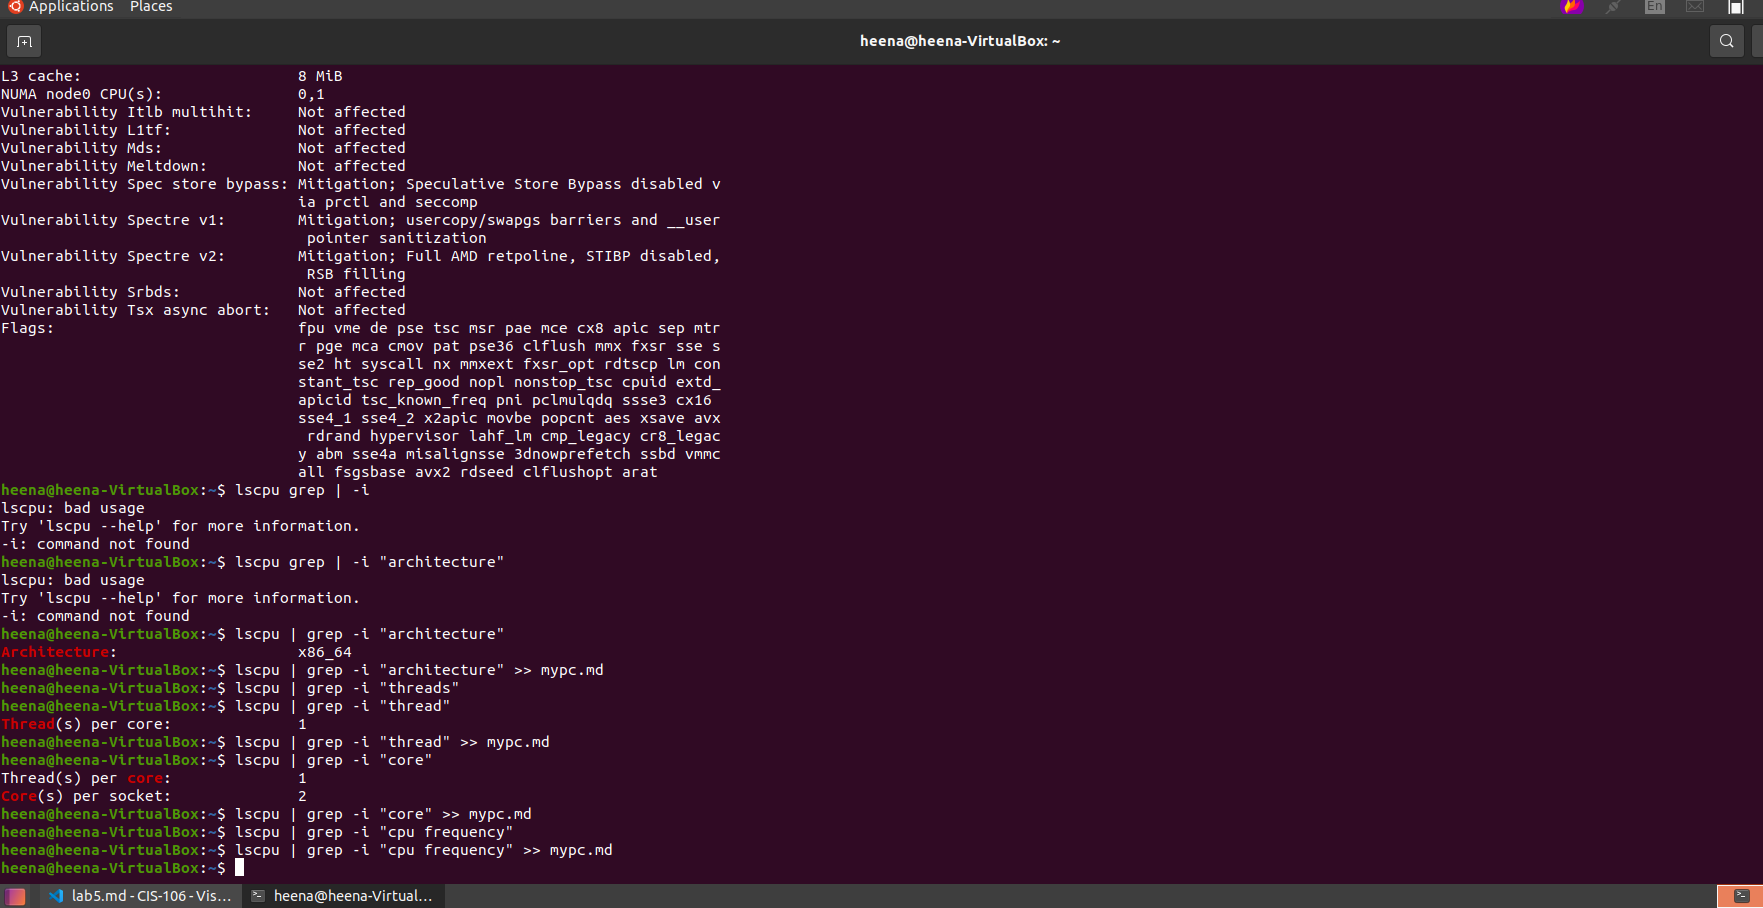 Applications Places En
heena@heena-VirtualBox: ~
L3 cache: 8 MiB
NUMA node0 CPU(s): 0,1
Vulnerability Itlb multihit: Not affected
Vulnerability L1tf: Not affected
Vulnerability Mds: Not affected
Vulnerability Meltdown: Not affected
Vulnerability Spec store bypass: Mitigation; Speculative Store Bypass disabled v
ia prctl and seccomp
Vulnerability Spectre v1: Mitigation; usercopy/swapgs barriers and __user
pointer sanitization
Vulnerability Spectre v2: Mitigation; Full AMD retpoline, STIBP disabled,
RSB filling
Vulnerability Srbds: Not affected
Vulnerability Tsx async abort: Not affected
Flags: fpu vme de pse tsc msr pae mce cx8 apic sep mtr
r pge mca cmov pat pse36 clflush mmx fxsr sse s
se2 ht syscall nx mmxext fxsr_opt rdtscp lm con
stant_tsc rep_good nopl nonstop_tsc cpuid extd_
apicid tsc_known_freq pni pclmulqdq ssse3 cx16
sse4_1 sse4_2 x2apic movbe popcnt aes xsave avx
rdrand hypervisor lahf_lm cmp_legacy cr8_legac
y abm sse4a misalignsse 3dnowprefetch ssbd vmmc
all fsgsbase avx2 rdseed clflushopt arat
heena@heena-VirtualBox:~$ lscpu grep | -i
lscpu: bad usage
Try 'lscpu --help' for more information.
-i: command not found
heena@heena-VirtualBox:~$ lscpu grep | -i "architecture"
lscpu: bad usage
Try 'lscpu --help' for more information.
-i: command not found
heena@heena-VirtualBox:~$ lscpu | grep -i "architecture"
Architecture: x86_64
heena@heena-VirtualBox:~$ lscpu | grep -i "architecture" >> mypc.md
heena@heena-VirtualBox:~$ lscpu | grep -i "threads"
heena@heena-VirtualBox:~$ lscpu | grep -i "thread"
Thread(s) per core: 1
heena@heena-VirtualBox:~$ lscpu | grep -i "thread" >> mypc.md
heena@heena-VirtualBox:~$ lscpu | grep -i "core"
Thread(s) per core: 1
Core(s) per socket: 2
heena@heena-VirtualBox:~$ lscpu | grep -i "core" >> mypc.md
heena@heena-VirtualBox:~$ lscpu | grep -i "cpu frequency"
heena@heena-VirtualBox:~$ lscpu | grep -i "cpu frequency" >> mypc.md
heena@heena-VirtualBox:~$
lab5.md - CIS-106 - Vis... heena@heena-Virtual...